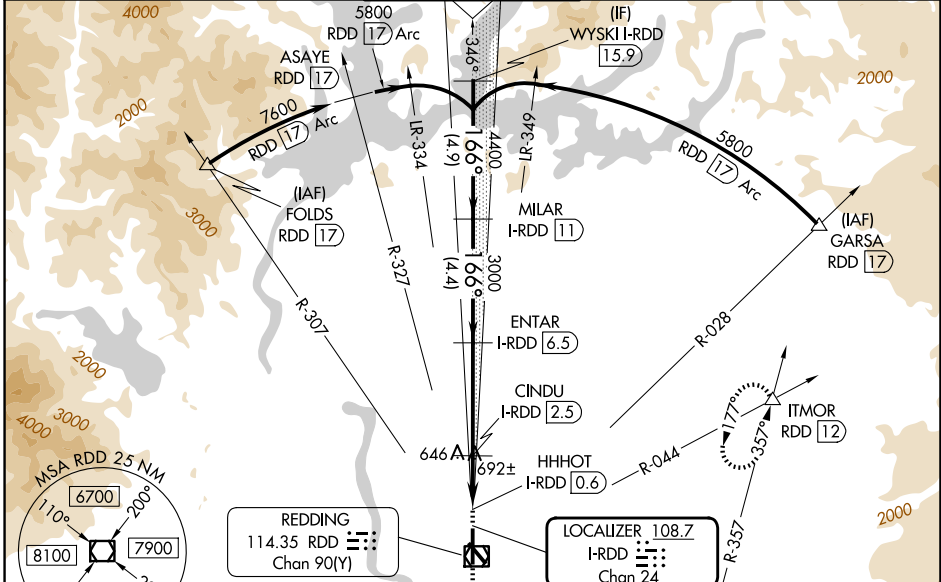 4000
5800
RDD 17 Arc
(IF)
WYSKI I-RDD
15.9
ASAYE
RDD 17
346°
2000
2000
7600
RDD 17 Arc
LR-334
166°
(4.9)
4400
LR-349
5800
RDD 17 Arc
(IAF)
FOLDS
RDD 17
3000
R-327
MILAR
I-RDD 11
(IAF)
GARSA
RDD 17
166°
(4.4)
3000
R-307
R-028
ENTAR
I-RDD 6.5
2000
CINDU
I-RDD 2.5
177°
357°
ITMOR
RDD 12
3000
4000
646
692±
HHHOT
I-RDD 0.6
R-044
R-357
2000
MSA RDD 25 NM
6700
110°
200°
8100
7900
REDDING
114.35 RDD
Chan 90(Y)
LOCALIZER 108.7
I-RDD
Chan 24